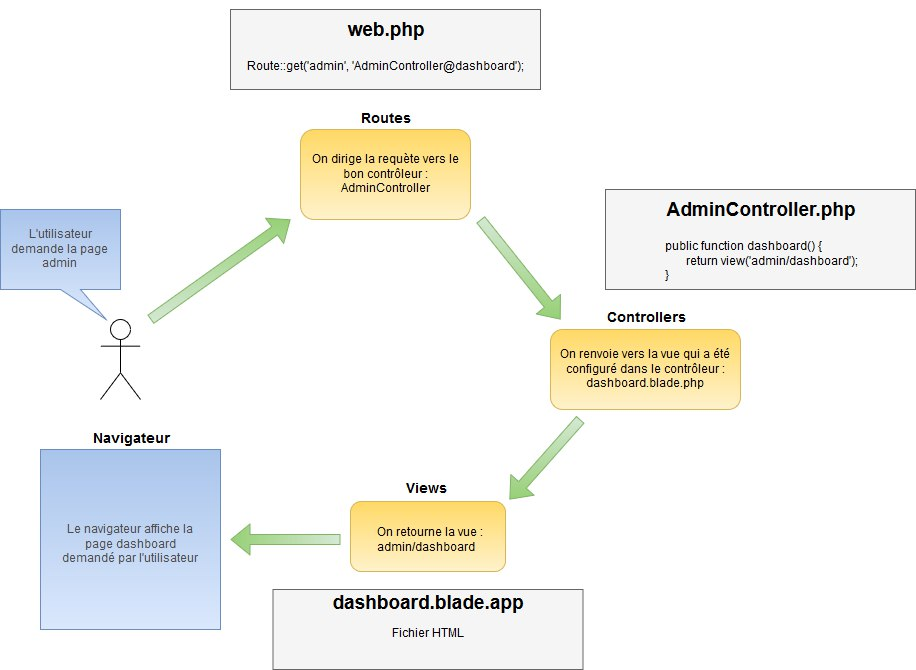 web.php
Route::get('admin', 'AdminController@dashboard');
Routes
On dirige la requète vers le
bon contrôleur :
AdminController
L'utilisateur
demande la page
admin
AdminController.php
public function dashboard() {
return view('admin/dashboard');
}
Controllers
On renvoie vers la vue qui a été
configuré dans le contrôleur :
dashboard.blade.php
Navigateur
Le navigateur affiche la
page dashboard
demandé par l'utilisateur
Views
On retourne la vue :
admin/dashboard
dashboard.blade.app
Fichier HTML